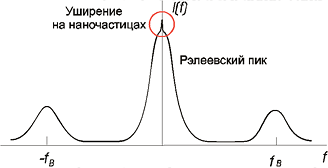 Уширение
на наночастицах
I(f)
Рэлеевский пик
-fB
fB
f